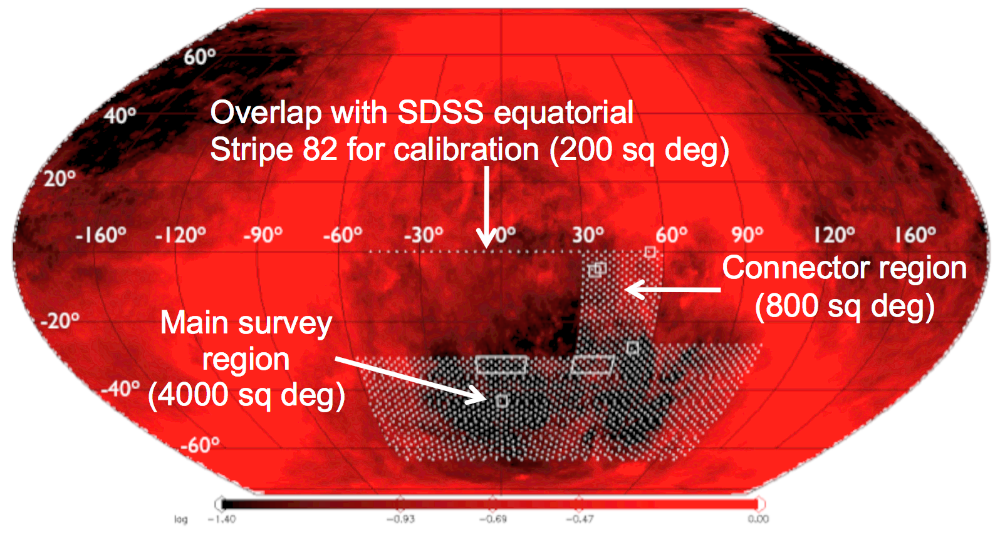 60°
40°
Overlap with SDSS equatorial
Stripe 82 for calibration (200 sq deg)
20°
-160° -120° -90° -60° -30° 0° 30° 60° 90° 120° 160°
Connector region
(800 sq deg)
-20°
Main survey
region
(4000 sq deg)
-40°
-60°
log -1.40 -0.93 -0.69 -0.47 0.00